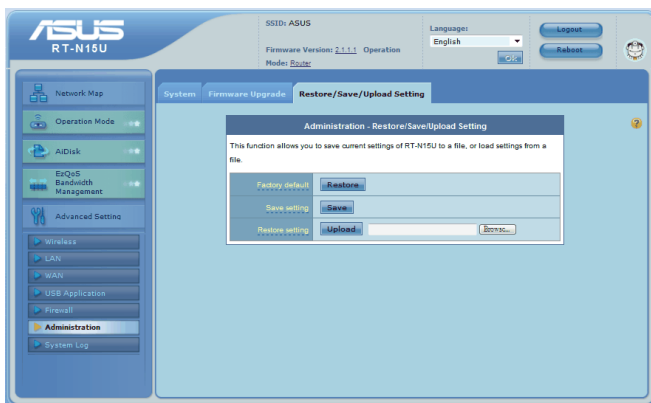 ASUS
RT-N15U
SSID: ASUS
Firmware Version: 2.1.1.1 Operation
Mode: Router
Language:
English
Logout
Reboot
Network Map
Operation Mode
AiDisk
EzQoS
Bandwidth
Management
Advanced Setting
Wireless
LAN
WAN
USB Application
Firewall
Administration
System Log
System
Firmware Upgrade
Restore/Save/Upload Setting
Administration - Restore/Save/Upload Setting
This function allows you to save current settings of RT-N15U to a file, or load settings from a
file.
Factory default
Restore
Save setting
Save
Restore setting
Upload
Browse...